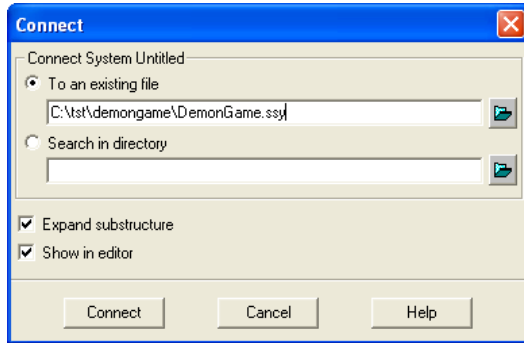 Connect
Connect System Untitled
To an existing file
C:\tst\demongame\DemonGame.ssy
Search in directory
Expand substructure
Show in editor
Connect Cancel Help